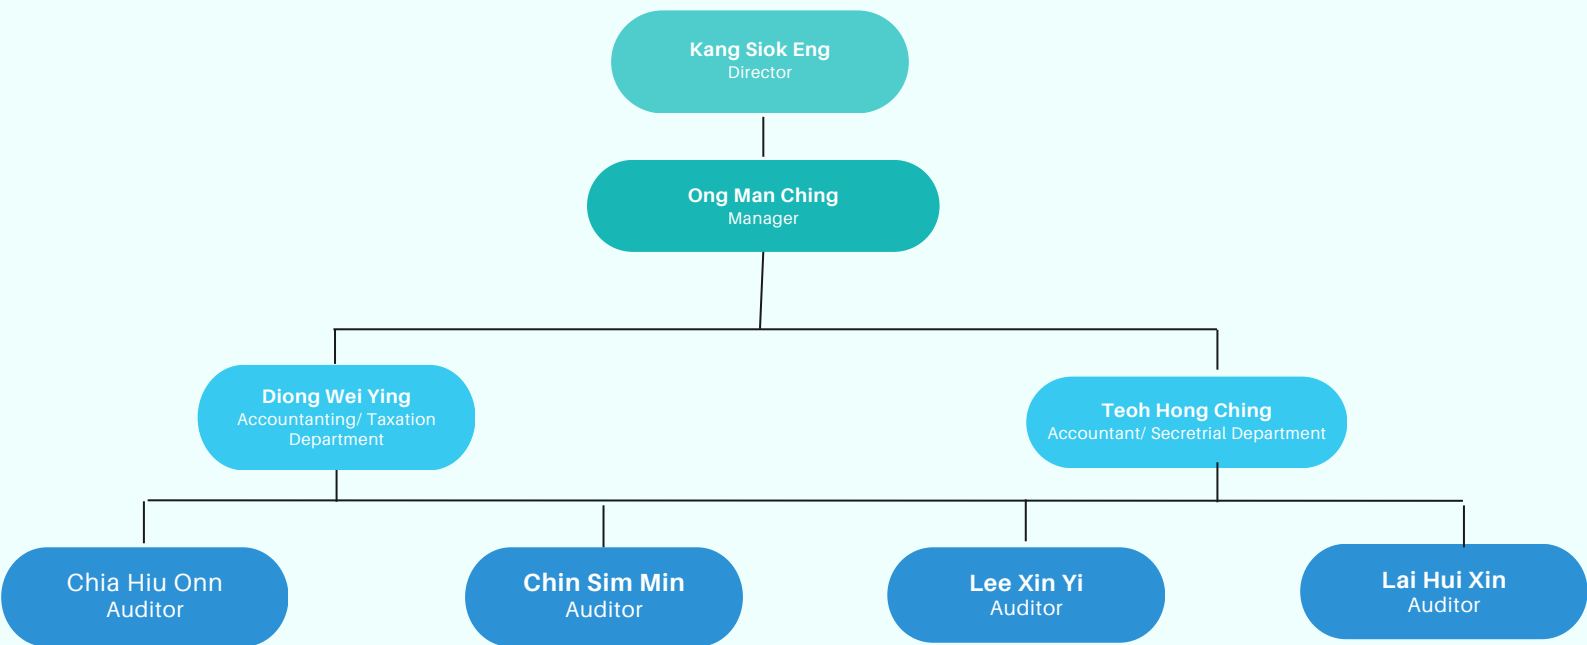 Kang Siok Eng
Director
Ong Man Ching
Manager
Diong Wei Ying
Accountanting/ Taxation
Department
Teoh Hong Ching
Accountant/ Secretrial Department
Chia Hiu Onn
Auditor
Chin Sim Min
Auditor
Lee Xin Yi
Auditor
Lai Hui Xin
Auditor